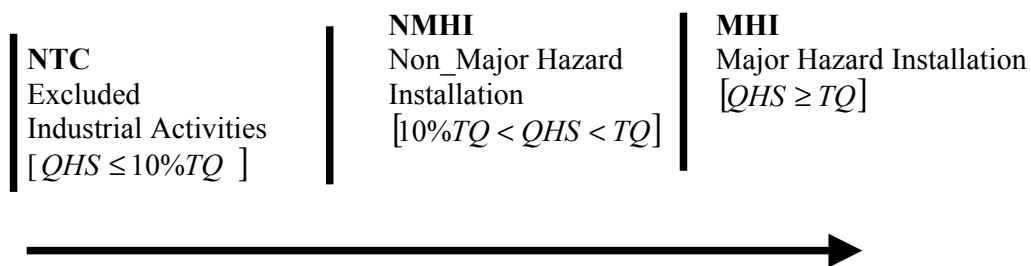 NTC
Excluded
Industrial Activities
[ QHS ≤ 10%TQ ]
NMHI
Non_Major Hazard
Installation
[10%TQ < QHS < TQ]
MHI
Major Hazard Installation
[QHS ≥ TQ]